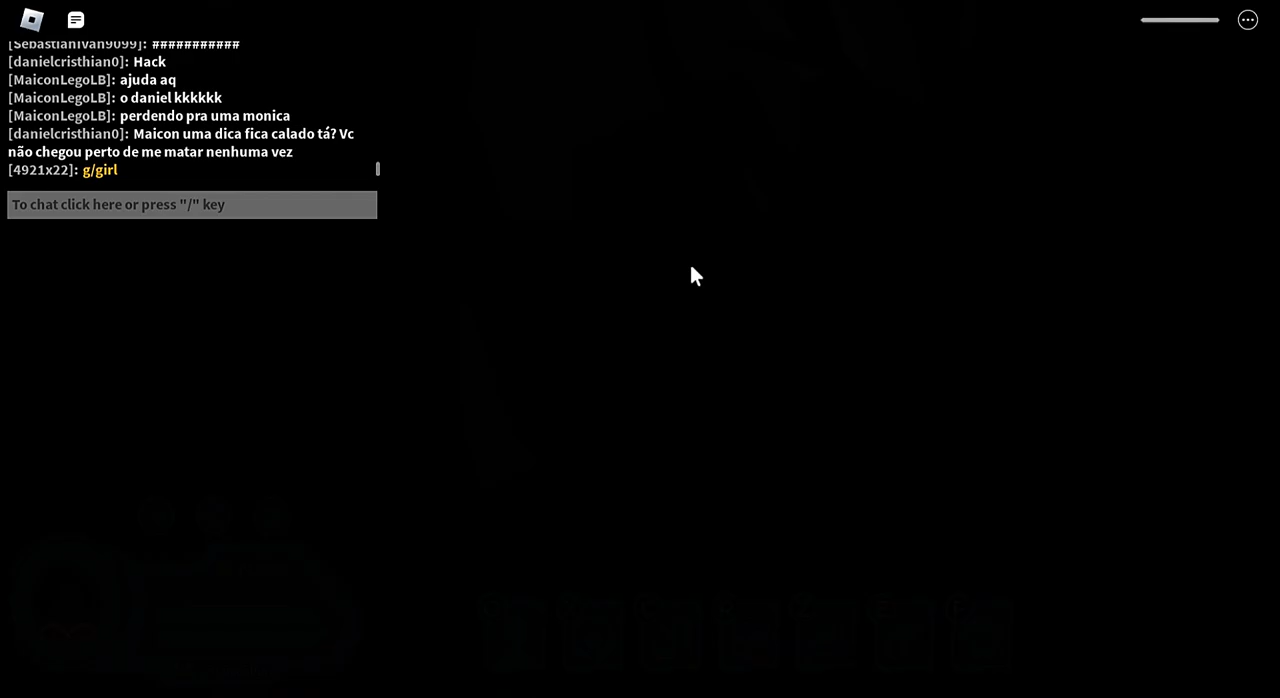 [SebastianIvan9099]: ###########
[danielcristhian0]: Hack
[MaiconLegoLB]: ajuda aq
[MaiconLegoLB]: o daniel kkkkkk
[MaiconLegoLB]: perdendo pra uma monica
[danielcristhian0]: Maicon uma dica fica calado tá? Vc
não chegou perto de me matar nenhuma vez
[4921x22]: g/girl
To chat click here or press "/" key